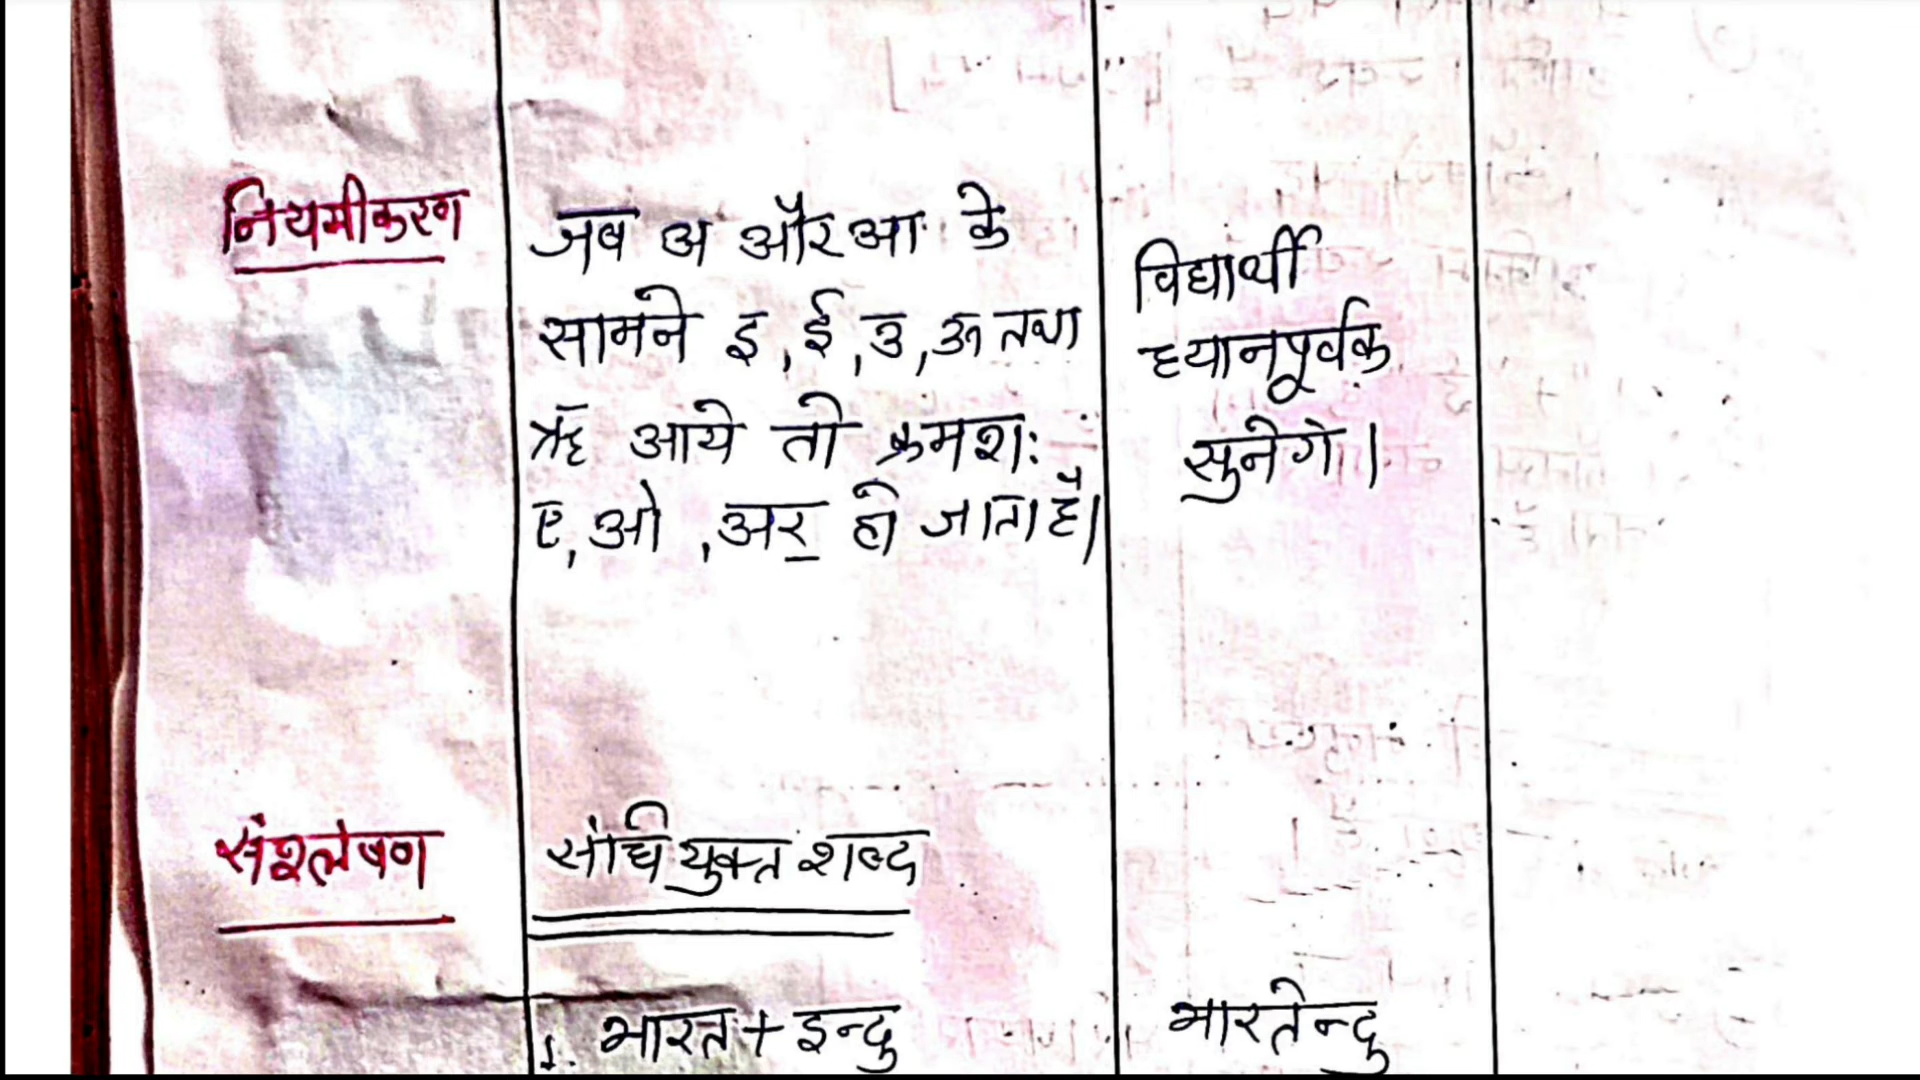 नियमीकरण
जब अ और आ के
सामने इ, ई, उ, ऊ तथा
ऋ आये तो क्रमशः
ए, ओ, अर् हो जाता है।
विद्यार्थी
ध्यानपूर्वक
सुनेगे।
संश्लेषण
संधि युक्त शब्द
1. भारत + इन्दु
भारतेन्दु